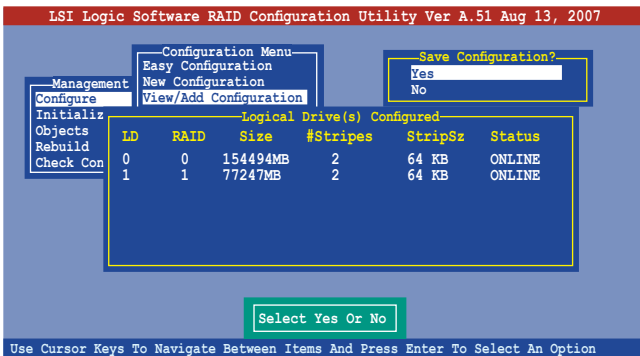 LSI Logic Software RAID Configuration Utility Ver A.51 Aug 13, 2007
Configuration Menu
Easy Configuration
New Configuration
View/Add Configuration
Save Configuration?
Yes
No
Management
Configure
Initializ
Objects
Rebuild
Check Con
Logical Drive(s) Configured
LD RAID Size #Stripes StripSz Status
0 0 154494MB 2 64 KB ONLINE
1 1 77247MB 2 64 KB ONLINE
Select Yes Or No
Use Cursor Keys To Navigate Between Items And Press Enter To Select An Option